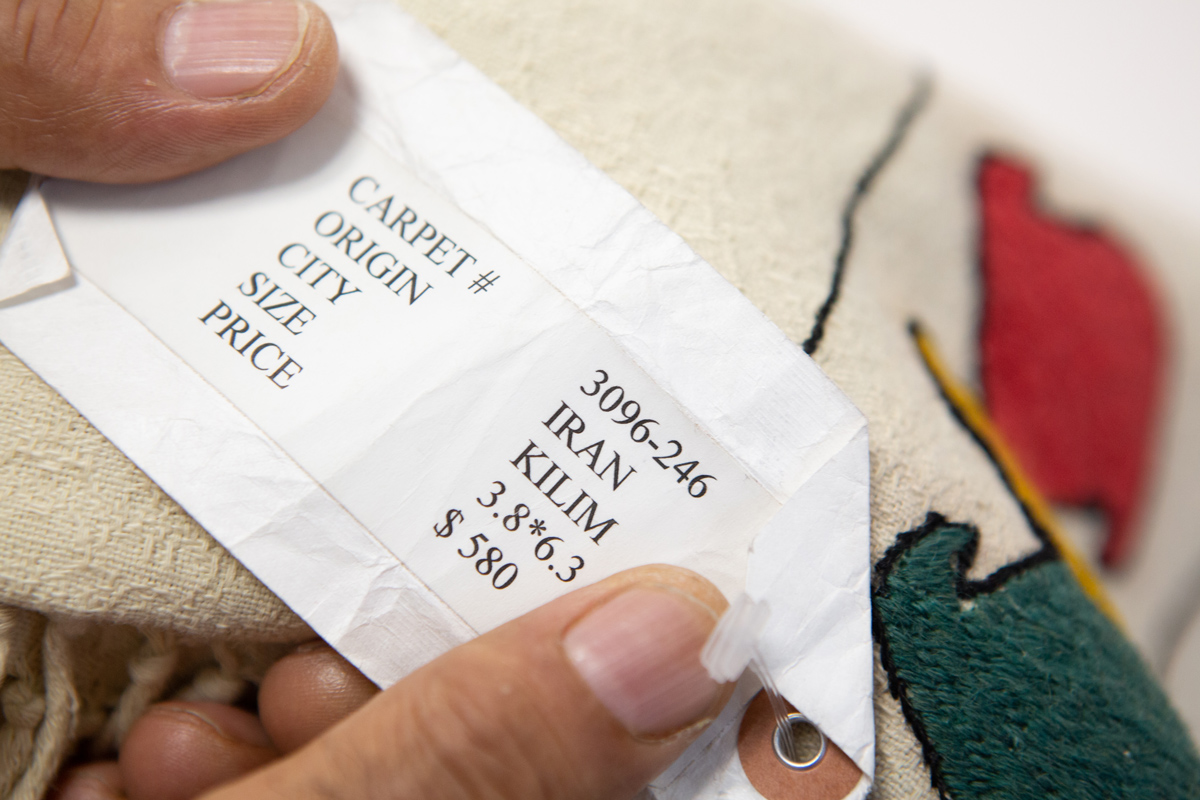 CARPET # 3096-246
ORIGIN IRAN
CITY KILIM
SIZE 3.8*6.3
PRICE $ 580